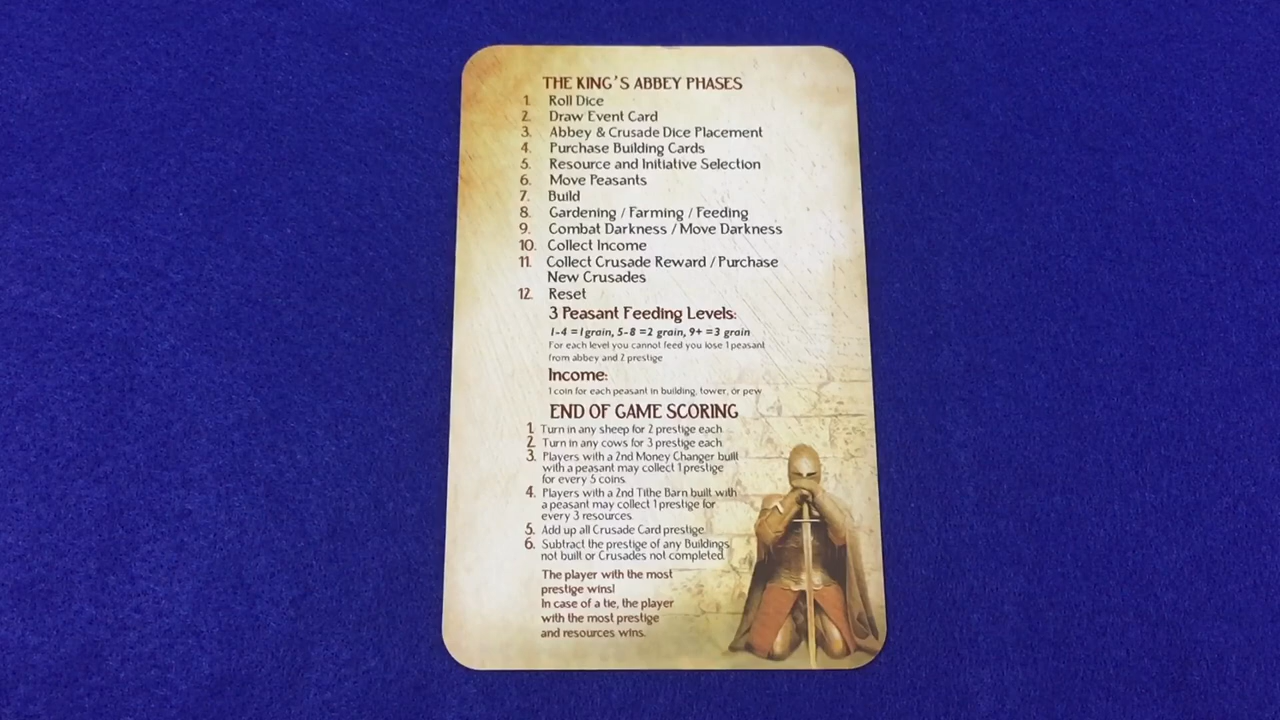 THE KING'S ABBEY PHASES
1. Roll Dice
2. Draw Event Card
3. Abbey & Crusade Dice Placement
4. Purchase Building Cards
5. Resource and Initiative Selection
6. Move Peasants
7. Build
8. Gardening / Farming / Feeding
9. Combat Darkness / Move Darkness
10. Collect Income
11. Collect Crusade Reward / Purchase
New Crusades
12. Reset
3 Peasant Feeding Levels:
1-4 = 1 grain, 5-8 = 2 grain, 9+ = 3 grain
For each level you cannot feed you lose 1 peasant
from abbey and 2 prestige
Income:
1 coin for each peasant in building, tower, or pew
END OF GAME SCORING
1. Turn in any sheep for 2 prestige each.
2. Turn in any cows for 3 prestige each.
3. Players with a 2nd Money Changer built
with a peasant may collect 1 prestige
for every 5 coins.
4. Players with a 2nd Tithe Barn built with
a peasant may collect 1 prestige for
every 3 resources.
5. Add up all Crusade Card prestige.
6. Subtract the prestige of any Buildings
not built or Crusades not completed.
The player with the most
prestige wins!
In case of a tie, the player
with the most prestige
and resources wins.